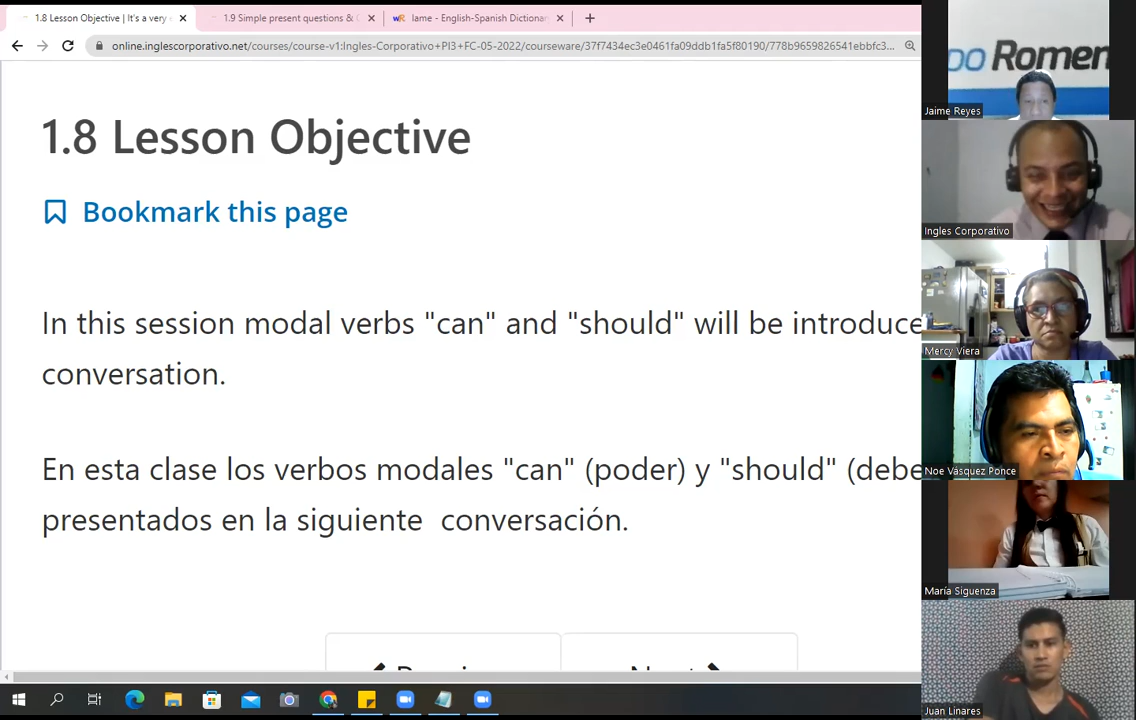 1.8 Lesson Objective | It's a very
1.9 Simple present questions &
lame - English-Spanish Dictionar
online.inglescorporativo.net/courses/course-v1:Ingles-Corporativo+PI3+FC-05-2022/courseware/37f7434ec3e0461fa09ddb1fa5f80190/778b9659826541ebbfc3...
1.8 Lesson Objective
Bookmark this page
In this session modal verbs "can" and "should" will be introduce
conversation.
En esta clase los verbos modales "can" (poder) y "should" (debe
presentados en la siguiente conversación.
Romen
Jaime Reyes
Ingles Corporativo
Mercy Viera
Noe Vásquez Ponce
María Siguenza
Juan Linares